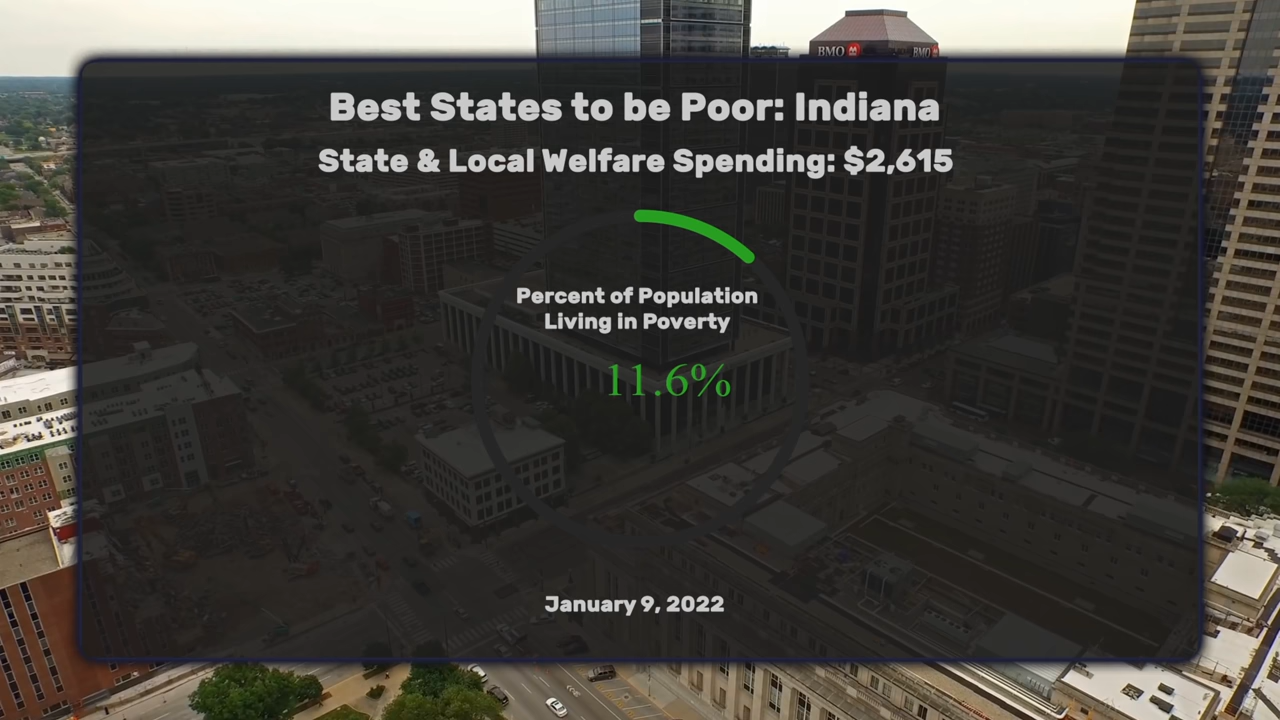 BMO BMO
Best States to be Poor: Indiana
State & Local Welfare Spending: $2,615
Percent of Population
Living in Poverty
11.6%
January 9, 2022